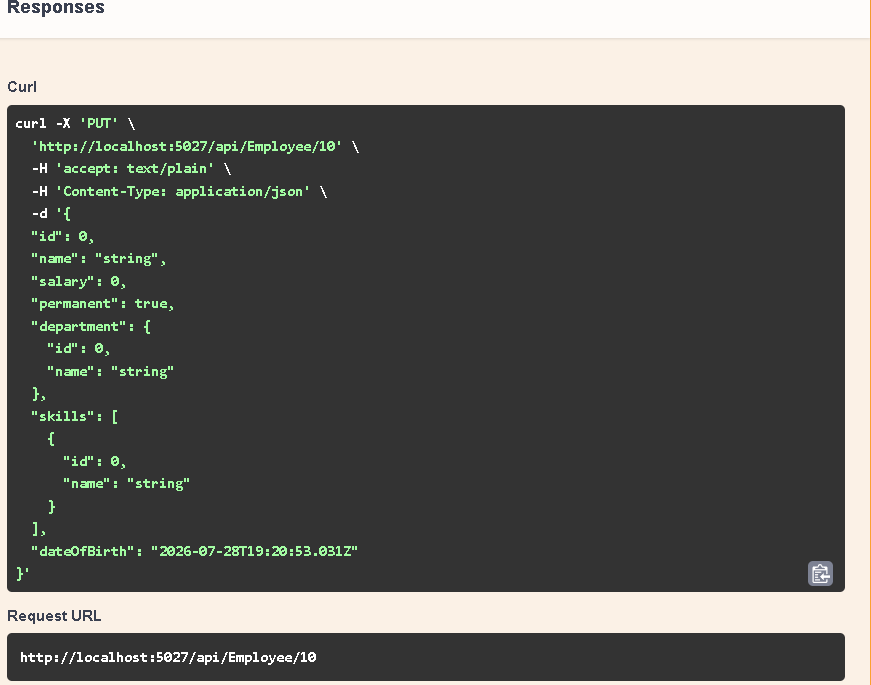 Responses
Curl
curl -X 'PUT' \
  'http://localhost:5027/api/Employee/10' \
  -H 'accept: text/plain' \
  -H 'Content-Type: application/json' \
  -d '{
  "id": 0,
  "name": "string",
  "salary": 0,
  "permanent": true,
  "department": {
    "id": 0,
    "name": "string"
  },
  "skills": [
    {
      "id": 0,
      "name": "string"
    }
  ],
  "dateOfBirth": "2026-07-28T19:20:53.031Z"
}'
Request URL
http://localhost:5027/api/Employee/10